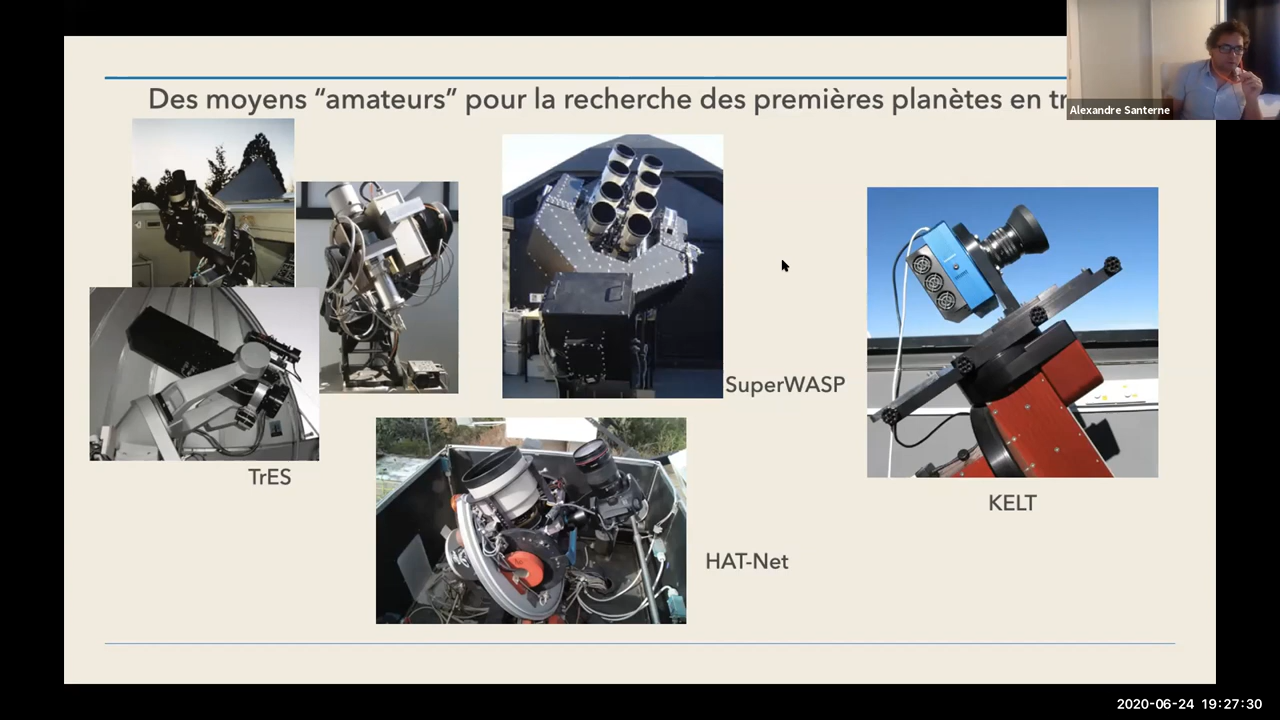 Des moyens “amateurs” pour la recherche des premières planètes en
Alexandre Santerne
SuperWASP
TrES
KELT
HAT-Net
2020-06-24 19:27:30